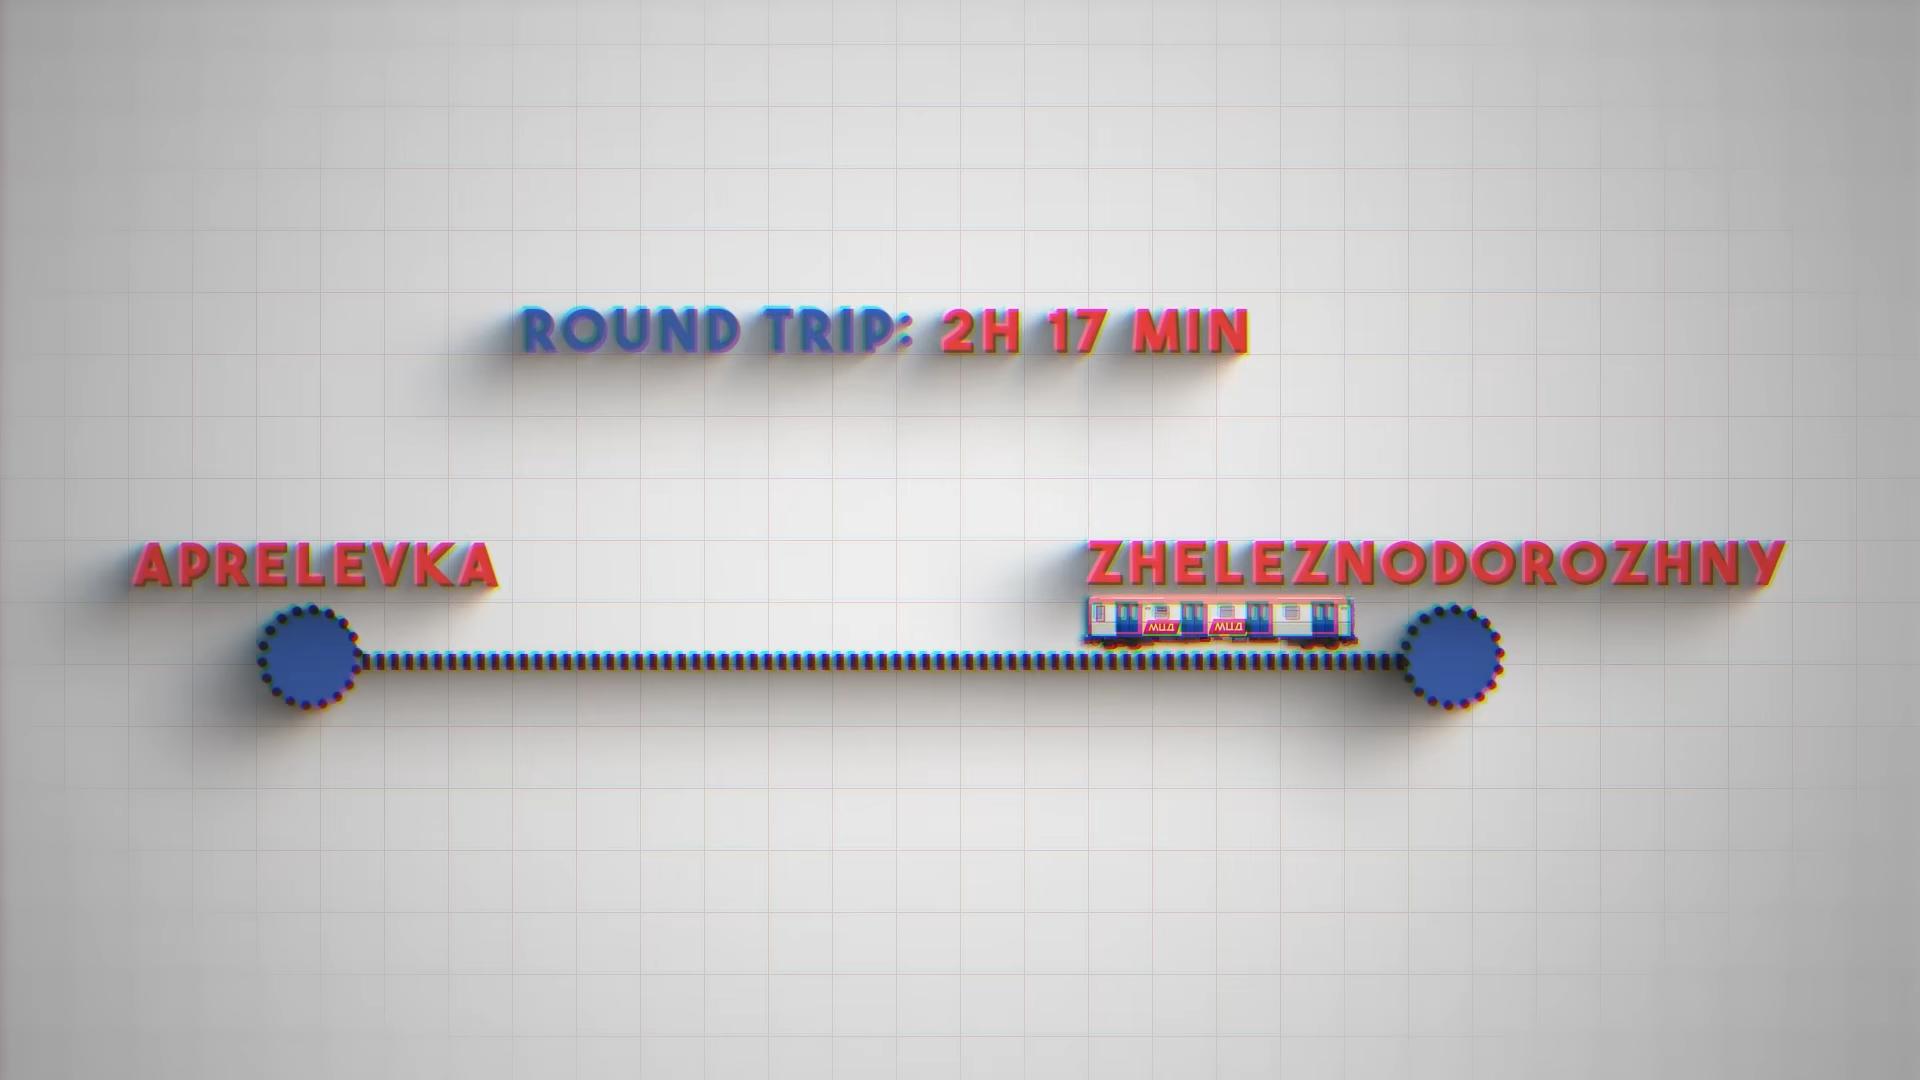 ROUND TRIP: 2H 17 MIN
APRELEVKA
ZHELEZNODOROZHNY
МЦД МЦД